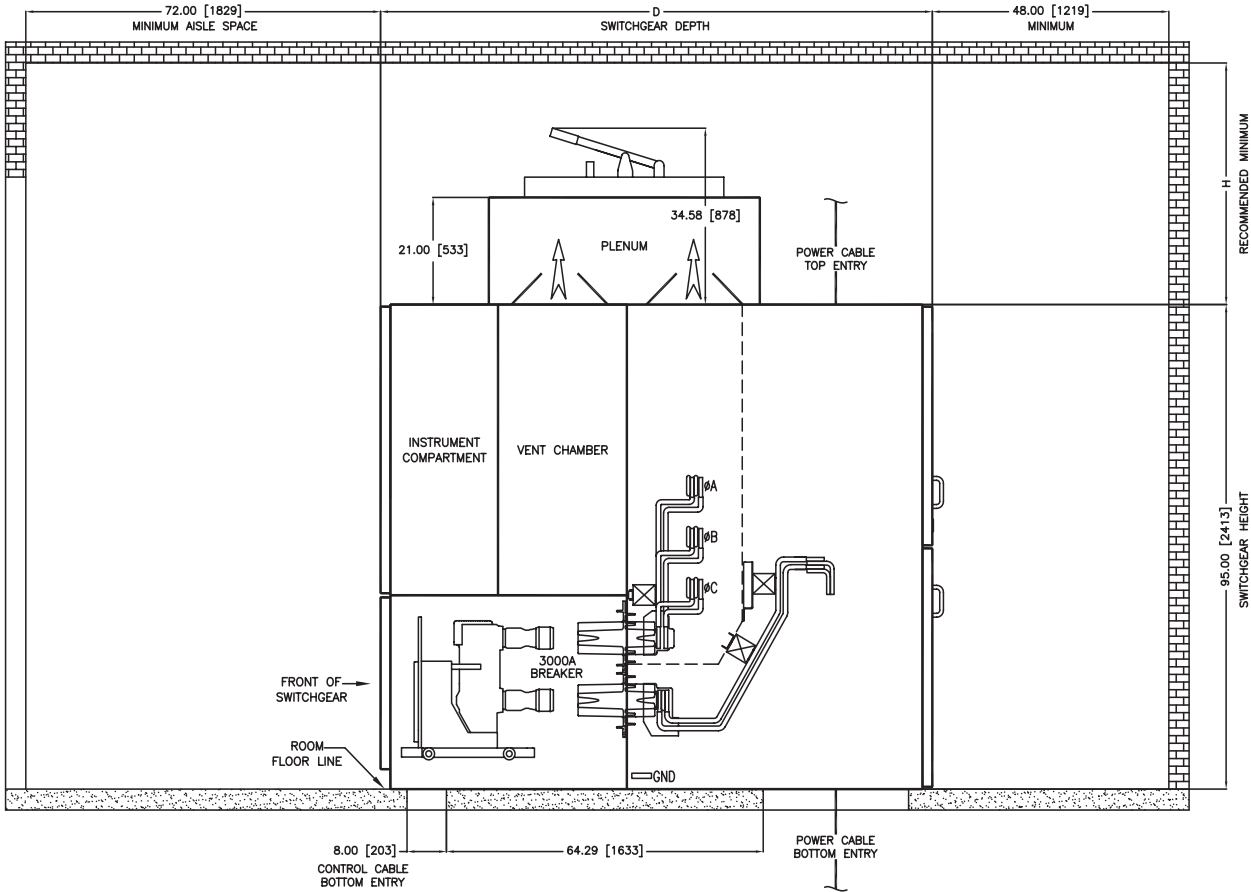 72.00 [1829]
MINIMUM AISLE SPACE
D
SWITCHGEAR DEPTH
48.00 [1219]
MINIMUM
H
RECOMMENDED MINIMUM
34.58 [878]
21.00 [533]
PLENUM
POWER CABLE
TOP ENTRY
INSTRUMENT
COMPARTMENT
VENT CHAMBER
øA
øB
øC
95.00 [2413]
SWITCHGEAR HEIGHT
3000A
BREAKER
FRONT OF
SWITCHGEAR
ROOM
FLOOR LINE
GND
8.00 [203]
CONTROL CABLE
BOTTOM ENTRY
64.29 [1633]
POWER CABLE
BOTTOM ENTRY